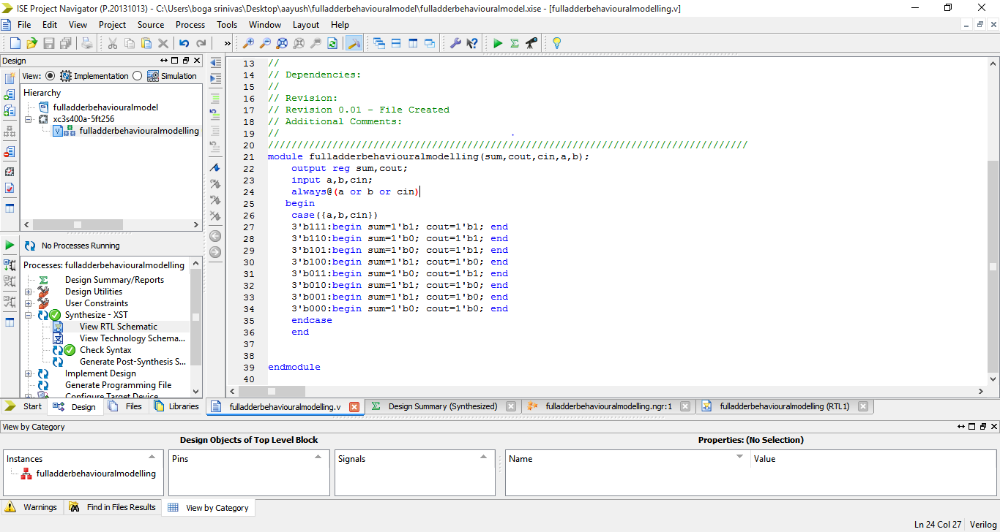 ISE Project Navigator (P.20131013) - C:\Users\boga srinivas\Desktop\aayush\fulladderbehaviouralmodel\fulladderbehaviouralmodel.xise - [fulladderbehaviouralmodelling.v]
File Edit View Project Source Process Tools Window Layout Help
»
Design
View: Implementation Simulation
Hierarchy
fulladderbehaviouralmodel
xc3s400a-5ft256
fulladderbehaviouralmodelling
No Processes Running
Processes: fulladderbehaviouralmodelling
Design Summary/Reports
Design Utilities
User Constraints
Synthesize - XST
View RTL Schematic
View Technology Schema...
Check Syntax
Generate Post-Synthesis S...
Implement Design
Generate Programming File
Configure Target Device
Start Design Files Libraries
13 //
14 // Dependencies:
15 //
16 // Revision:
17 // Revision 0.01 - File Created
18 // Additional Comments:
19 //
20 //////////////////////////////////////////////////////////////////////////////////
21 module fulladderbehaviouralmodelling(sum,cout,cin,a,b);
22 output reg sum,cout;
23 input a,b,cin;
24 always@(a or b or cin)
25 begin
26 case({a,b,cin})
27 3'b111:begin sum=1'b1; cout=1'b1; end
28 3'b110:begin sum=1'b0; cout=1'b1; end
29 3'b101:begin sum=1'b0; cout=1'b1; end
30 3'b100:begin sum=1'b1; cout=1'b0; end
31 3'b011:begin sum=1'b0; cout=1'b1; end
32 3'b010:begin sum=1'b1; cout=1'b0; end
33 3'b001:begin sum=1'b1; cout=1'b0; end
34 3'b000:begin sum=1'b0; cout=1'b0; end
35 endcase
36 end
37
38
39 endmodule
40
fulladderbehaviouralmodelling.v Design Summary (Synthesized) fulladderbehaviouralmodelling.ngr:1 fulladderbehaviouralmodelling (RTL1)
View by Category
Design Objects of Top Level Block Properties: (No Selection)
Instances Pins Signals Name Value
fulladderbehaviouralmodelling
Warnings Find in Files Results View by Category
Ln 24 Col 27 Verilog